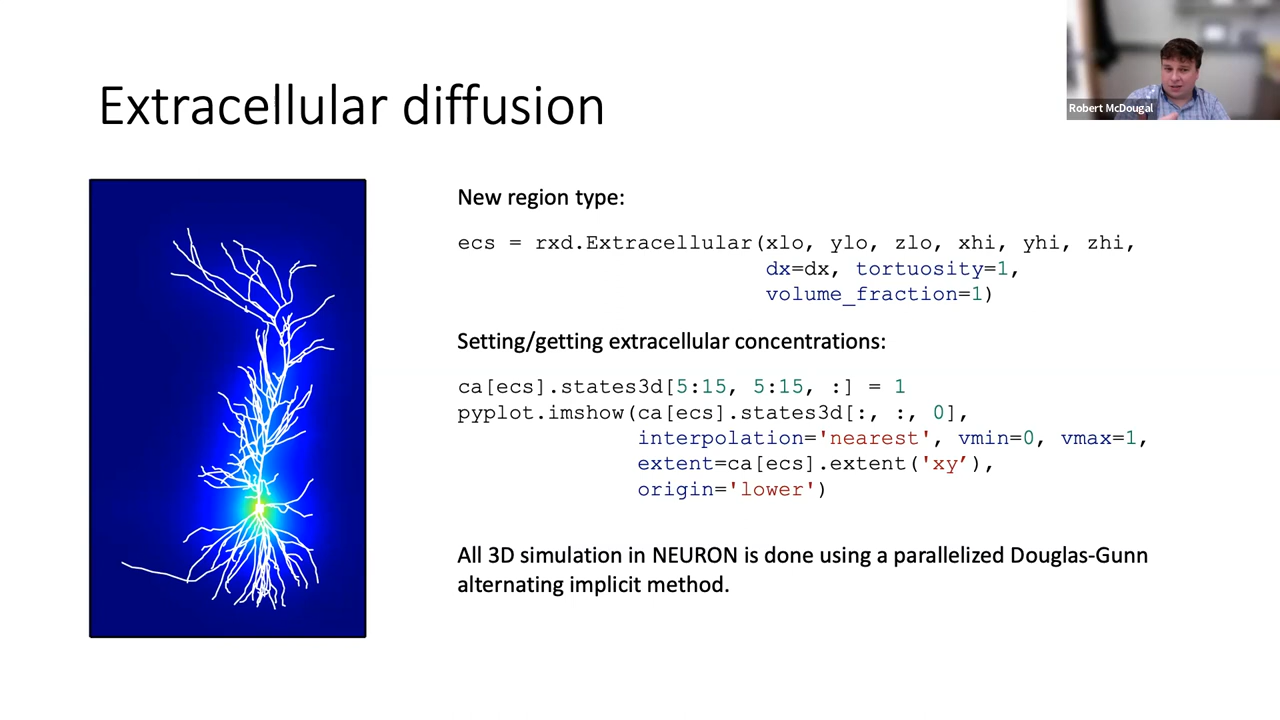 Extracellular diffusion
Robert McDougal
New region type:
ecs = rxd.Extracellular(xlo, ylo, zlo, xhi, yhi, zhi,
dx=dx, tortuosity=1,
volume_fraction=1)
Setting/getting extracellular concentrations:
ca[ecs].states3d[5:15, 5:15, :] = 1
pyplot.imshow(ca[ecs].states3d[:, :, 0],
interpolation='nearest', vmin=0, vmax=1,
extent=ca[ecs].extent('xy’),
origin='lower')
All 3D simulation in NEURON is done using a parallelized Douglas-Gunn
alternating implicit method.